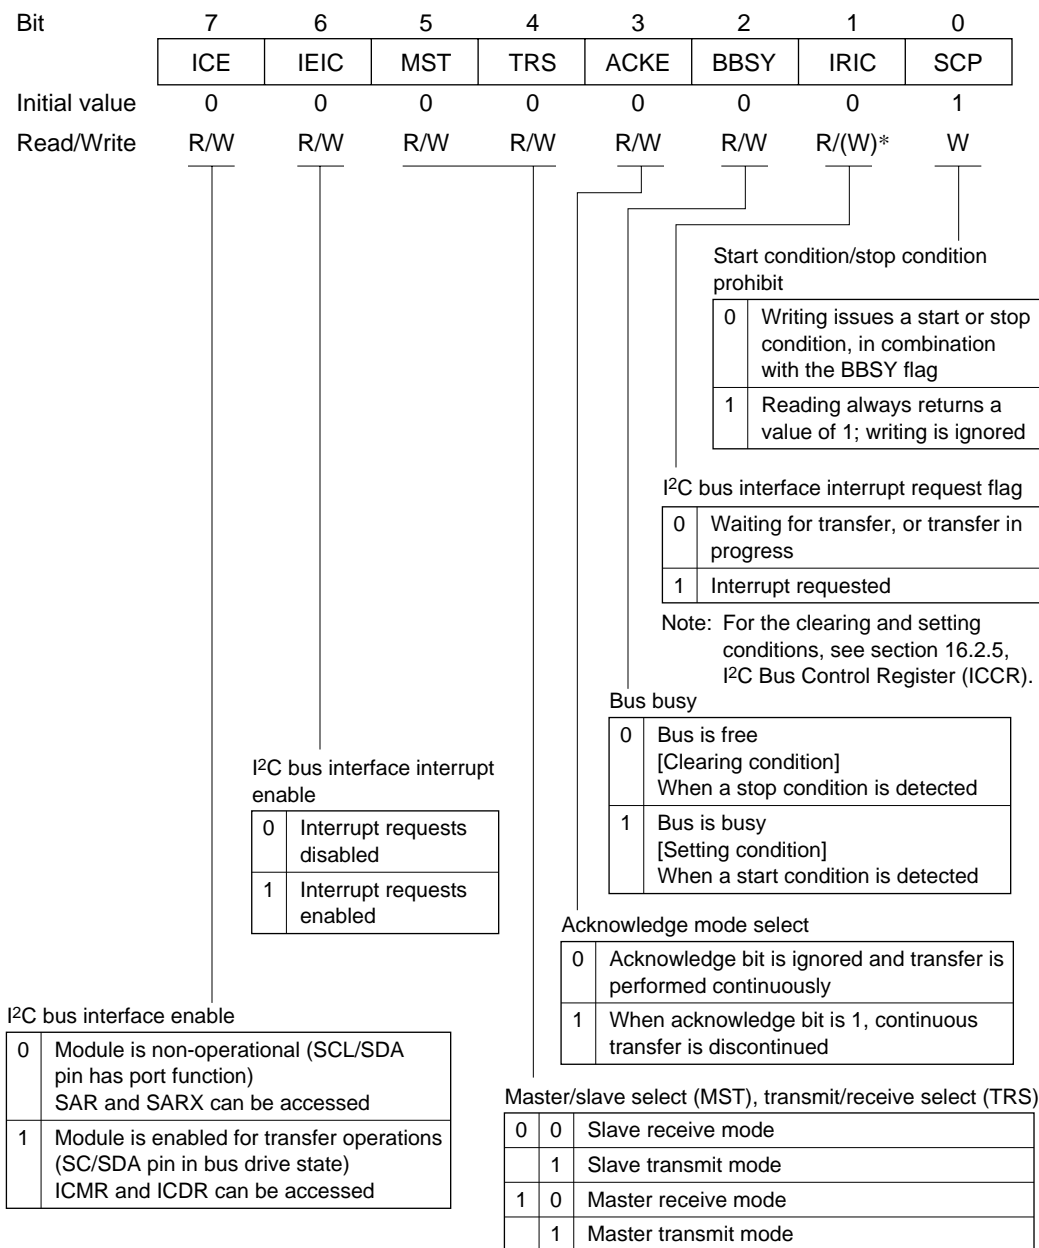 Bit 7 6 5 4 3 2 1 0
ICE IEIC MST TRS ACKE BBSY IRIC SCP
Initial value 0 0 0 0 0 0 0 1
Read/Write R/W R/W R/W R/W R/W R/W R/(W)* W
Start condition/stop condition
prohibit
0 Writing issues a start or stop
condition, in combination
with the BBSY flag
1 Reading always returns a
value of 1; writing is ignored
I2C bus interface interrupt request flag
0 Waiting for transfer, or transfer in
progress
1 Interrupt requested
Note: For the clearing and setting
conditions, see section 16.2.5,
I2C Bus Control Register (ICCR).
Bus busy
0 Bus is free
[Clearing condition]
When a stop condition is detected
1 Bus is busy
[Setting condition]
When a start condition is detected
I2C bus interface interrupt
enable
0 Interrupt requests
disabled
1 Interrupt requests
enabled
Acknowledge mode select
0 Acknowledge bit is ignored and transfer is
performed continuously
1 When acknowledge bit is 1, continuous
transfer is discontinued
I2C bus interface enable
0 Module is non-operational (SCL/SDA
pin has port function)
SAR and SARX can be accessed
1 Module is enabled for transfer operations
(SC/SDA pin in bus drive state)
ICMR and ICDR can be accessed
Master/slave select (MST), transmit/receive select (TRS)
0 0 Slave receive mode
1 Slave transmit mode
1 0 Master receive mode
1 Master transmit mode